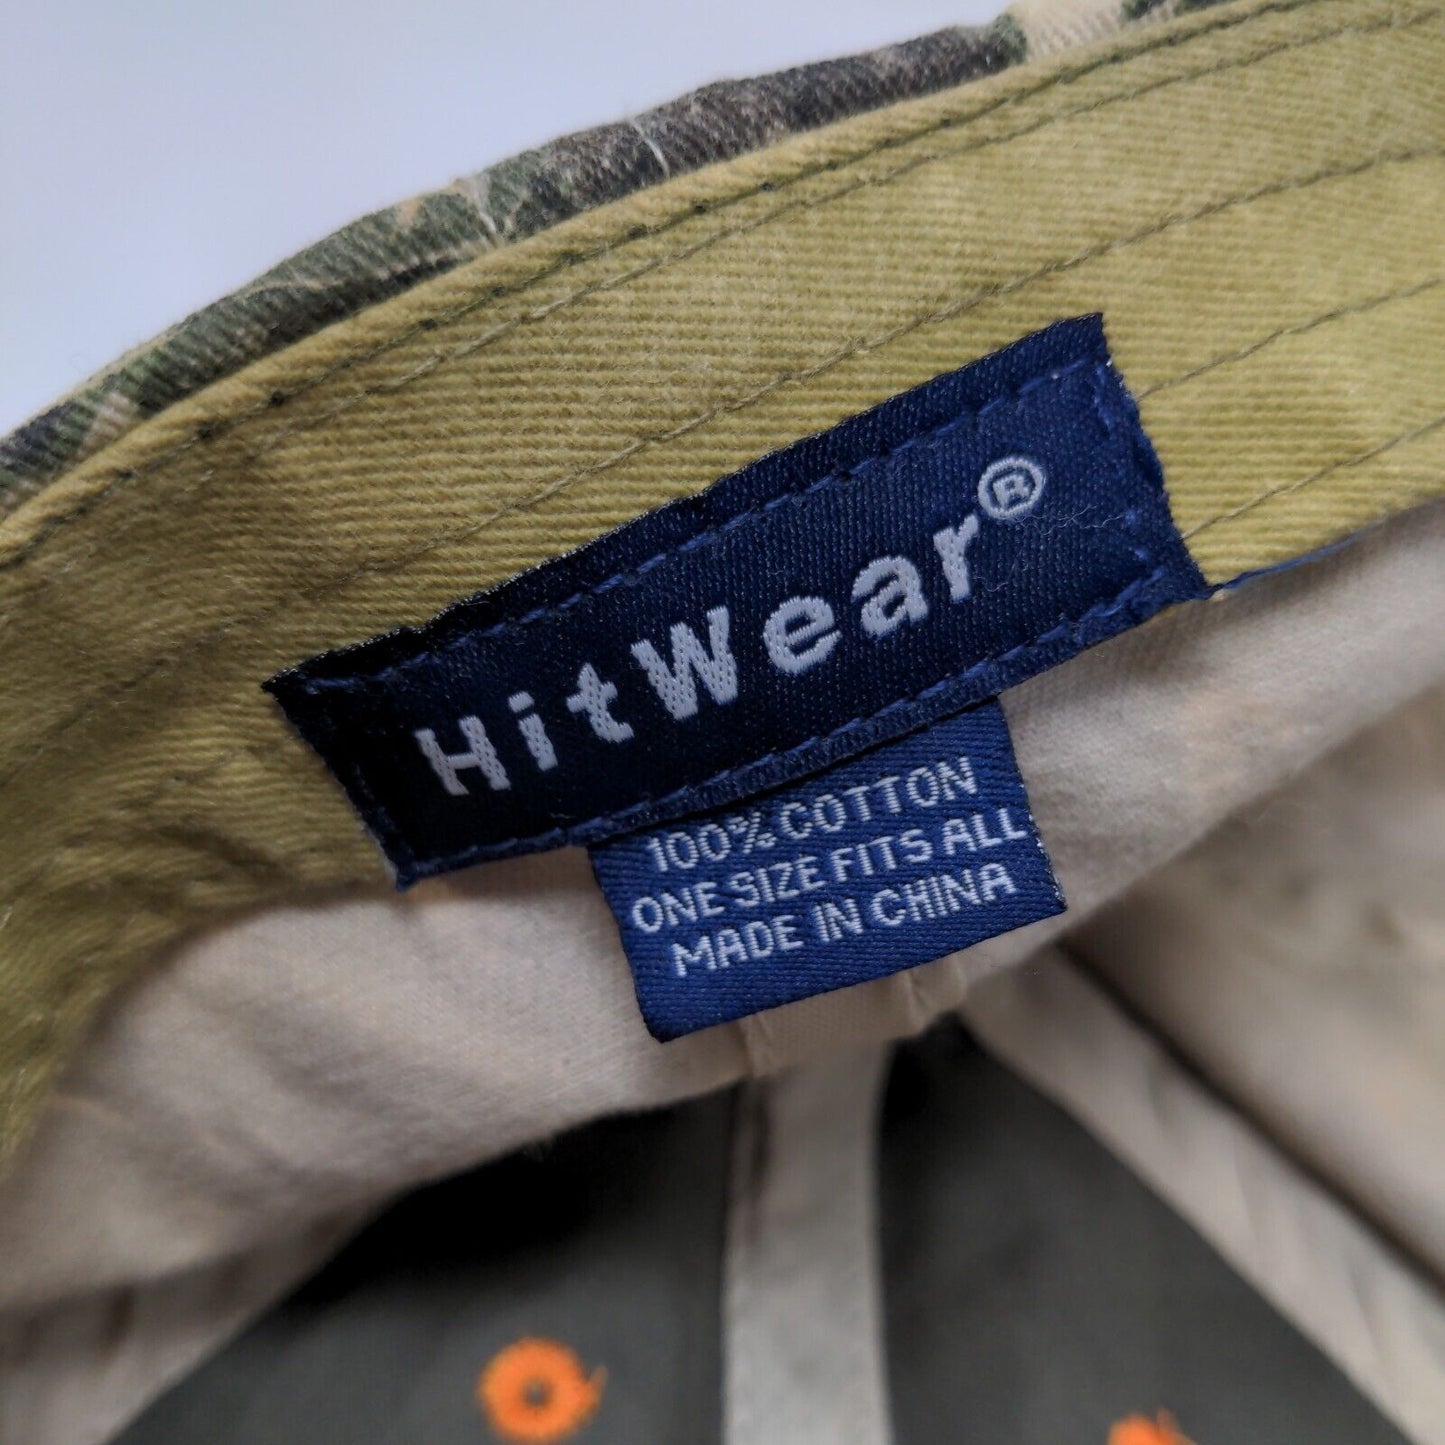 HitWear®
100% COTTON
ONE SIZE FITS ALL
MADE IN CHINA